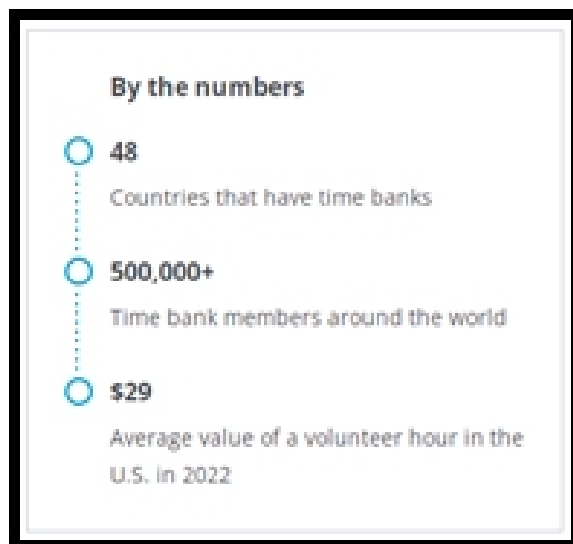 By the numbers
48
Countries that have time banks
500,000+
Time bank members around the world
$29
Average value of a volunteer hour in the
U.S. in 2022